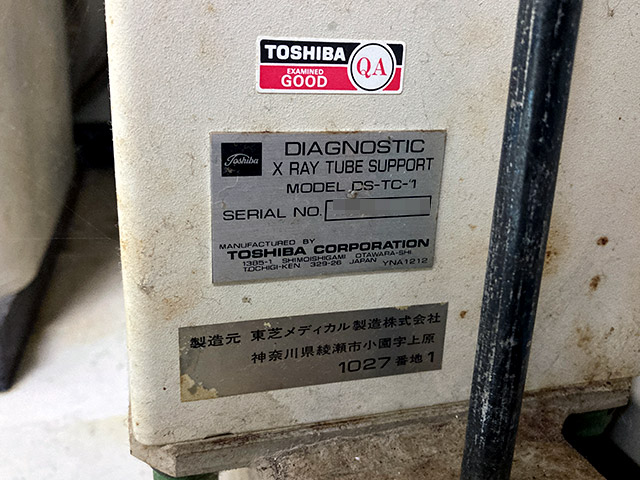 TOSHIBA
EXAMINED
GOOD
QA
Toshiba
DIAGNOSTIC
X RAY TUBE SUPPORT
MODEL CS-TC-1
SERIAL NO.
MANUFACTURED BY
TOSHIBA CORPORATION
1385-1 SHIMOISHIGAMI OTAWARA-SHI
TOCHIGI-KEN 329-26 JAPAN YNA1212
製造元 東芝メディカル製造株式会社
神奈川県綾瀬市小園字上原
1027番地1